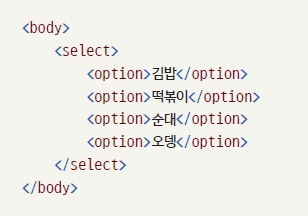 <body>
<select>
<option>김밥</option>
<option>떡볶이</option>
<option>순대</option>
<option>오뎅</option>
</select>
</body>